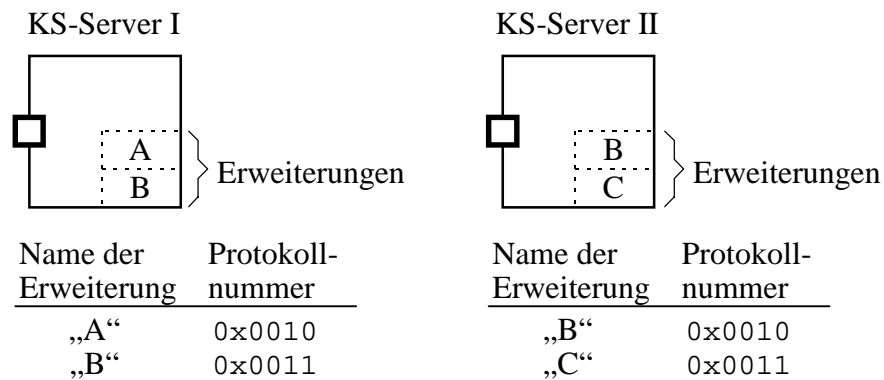 KS-Server I KS-Server II
A B
Erweiterungen Erweiterungen
B C
Name der Protokoll- Name der Protokoll-
Erweiterung nummer Erweiterung nummer
„A“ 0x0010 „B“ 0x0010
„B“ 0x0011 „C“ 0x0011